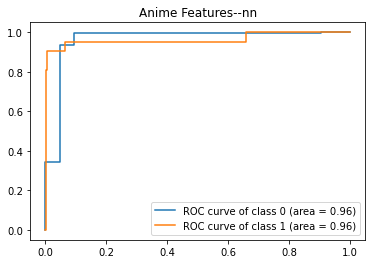 Anime Features--nn
1.0
0.8
0.6
0.4
0.2
0.0
ROC curve of class 0 (area = 0.96)
ROC curve of class 1 (area = 0.96)
0.0 0.2 0.4 0.6 0.8 1.0